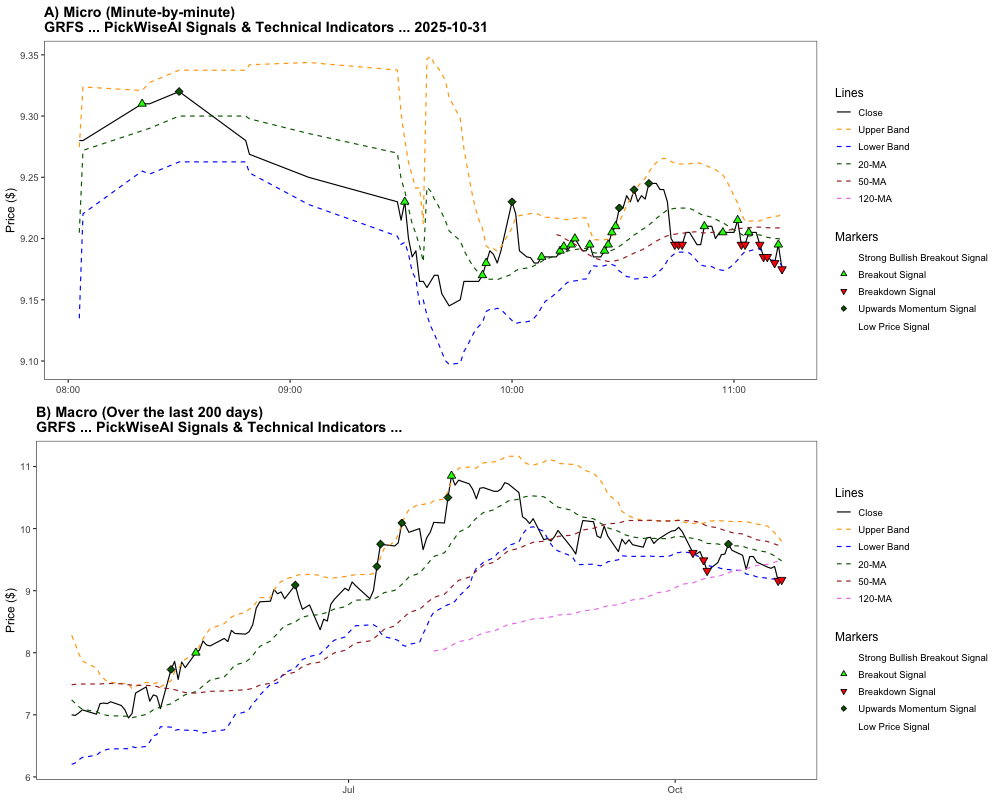 A) Micro (Minute-by-minute)
GRFS ... PickWiseAI Signals & Technical Indicators ... 2025-10-31
Price ($)
9.35
9.30
9.25
9.20
9.15
9.10
08:00
09:00
10:00
11:00
Lines
Close
Upper Band
Lower Band
20-MA
50-MA
120-MA
Markers
Strong Bullish Breakout Signal
Breakout Signal
Breakdown Signal
Upwards Momentum Signal
Low Price Signal
B) Macro (Over the last 200 days)
GRFS ... PickWiseAI Signals & Technical Indicators ...
Price ($)
11
10
9
8
7
6
Jul
Oct
Lines
Close
Upper Band
Lower Band
20-MA
50-MA
120-MA
Markers
Strong Bullish Breakout Signal
Breakout Signal
Breakdown Signal
Upwards Momentum Signal
Low Price Signal